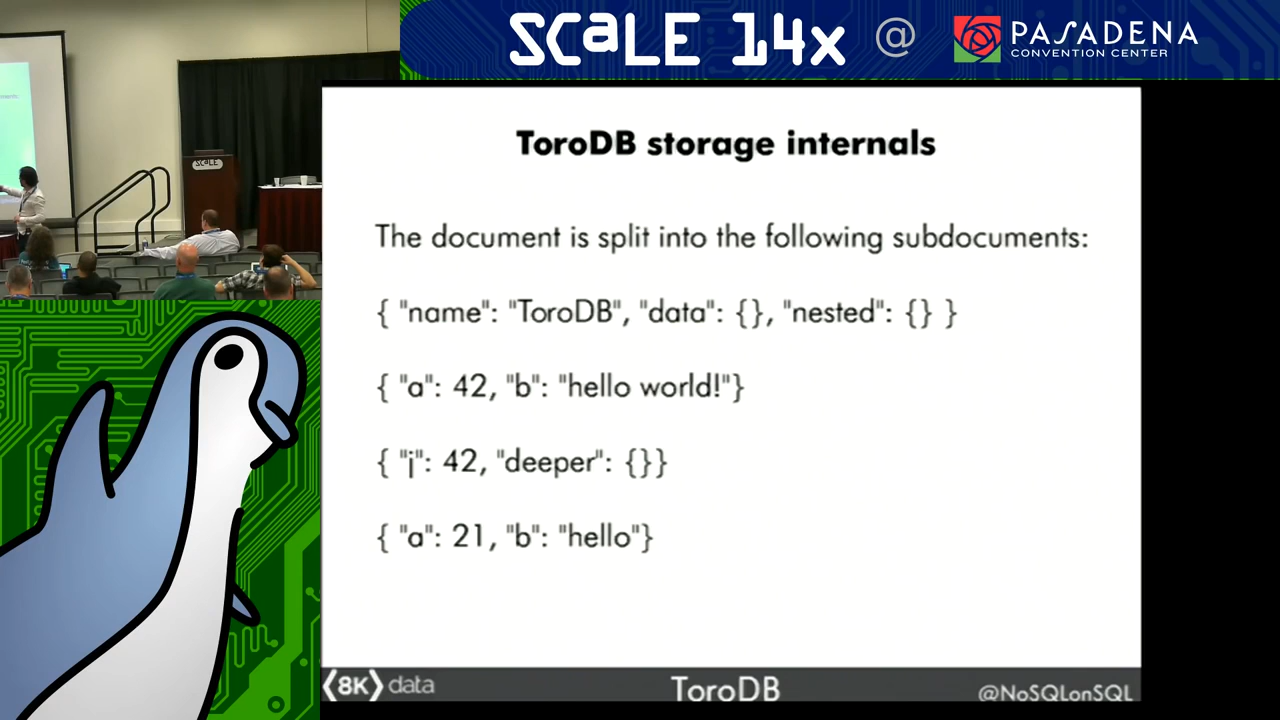 SCaLE 14x @ PASADENA
CONVENTION CENTER
SCaLE
ToroDB storage internals
The document is split into the following subdocuments:
{ "name": "ToroDB", "data": {}, "nested": {} }
{ "a": 42, "b": "hello world!"}
{ "j": 42, "deeper": {}}
{ "a": 21, "b": "hello"}
⟨8K⟩ data
ToroDB
@NoSQLonSQL